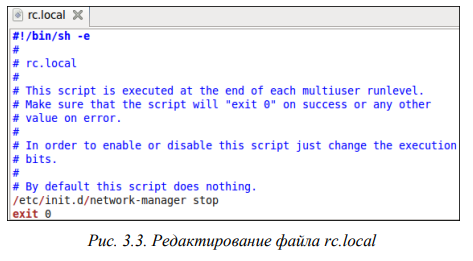 rc.local
#!/bin/sh -e
#
# rc.local
#
# This script is executed at the end of each multiuser runlevel.
# Make sure that the script will "exit 0" on success or any other
# value on error.
#
# In order to enable or disable this script just change the execution
# bits.
#
# By default this script does nothing.
/etc/init.d/network-manager stop
exit 0
Рис. 3.3. Редактирование файла rc.local